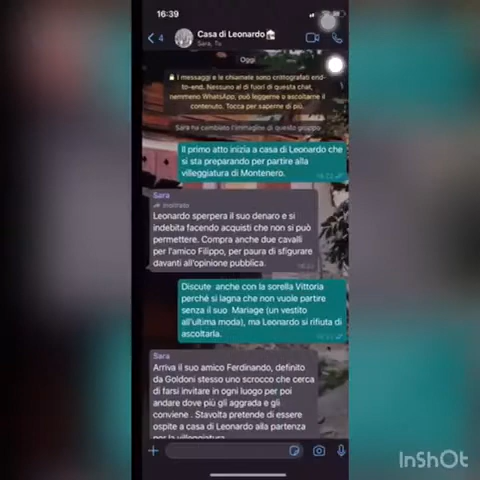 16:39
4
Casa di Leonardo
Sara, Tu
Oggi
I messaggi e le chiamate sono crittografati end-
to-end. Nessuno al di fuori di questa chat,
nemmeno WhatsApp, può leggerne o ascoltarne il
contenuto. Tocca per saperne di più.
Sara ha cambiato l'immagine di questo gruppo
Il primo atto inizia a casa di Leonardo che
si sta preparando per partire alla
villeggiatura di Montenero.
Sara
Inoltrato
Leonardo sperpera il suo denaro e si
indebita facendo acquisti che non si può
permettere. Compra anche due cavalli
per l'amico Filippo, per paura di sfigurare
davanti all'opinione pubblica.
Discute anche con la sorella Vittoria
perché si lagna che non vuole partire
senza il suo Mariage (un vestito
all'ultima moda), ma Leonardo si rifiuta di
ascoltarla.
Sara
Arriva il suo amico Ferdinando, definito
da Goldoni stesso uno scrocco che cerca
di farsi invitare in ogni luogo per poi
andare dove più gli aggrada e gli
conviene . Stavolta pretende di essere
ospite a casa di Leonardo alla partenza
per la villeggiatura
InShOt